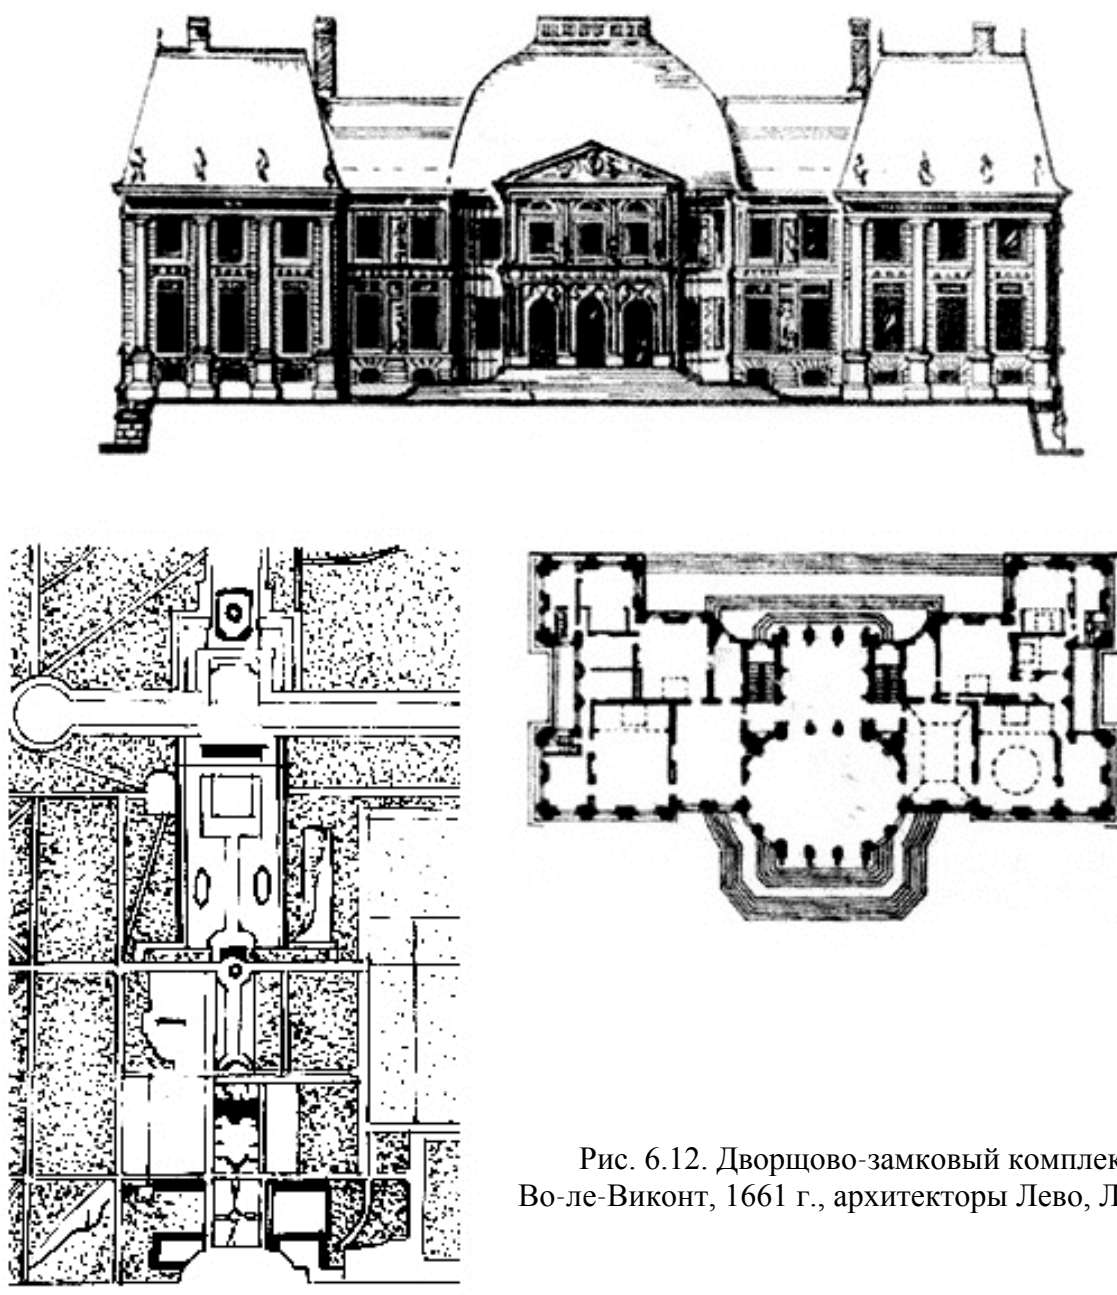 Рис. 6.12. Дворцово-замковый комплек
Во-ле-Виконт, 1661 г., архитекторы Лево, Л